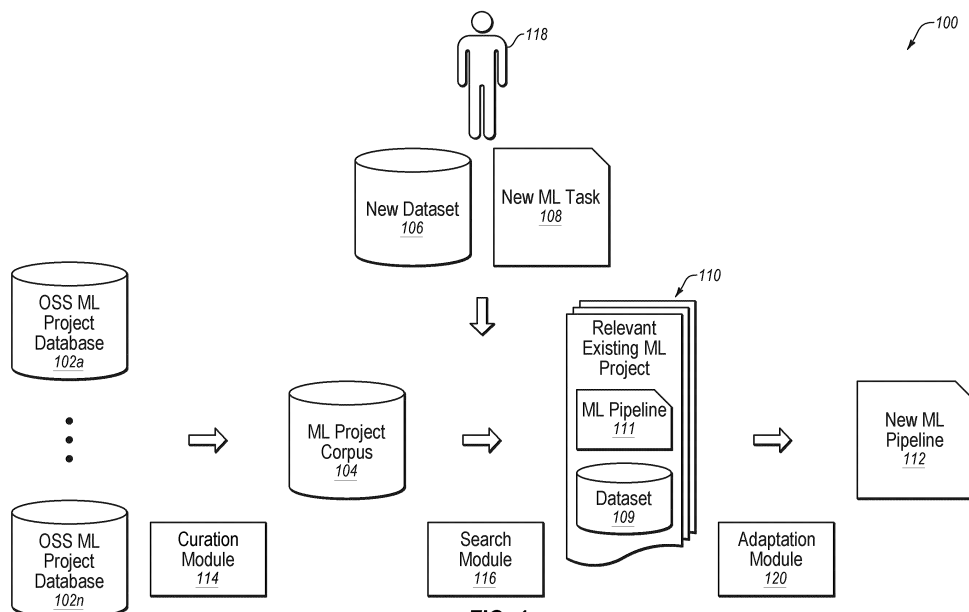 100
118
New Dataset
106
New ML Task
108
110
OSS ML
Project
Database
102a
Relevant
Existing ML
Project
ML Pipeline
111
Dataset
109
ML Project
Corpus
104
New ML
Pipeline
112
OSS ML
Project
Database
102n
Curation
Module
114
Search
Module
116
Adaptation
Module
120